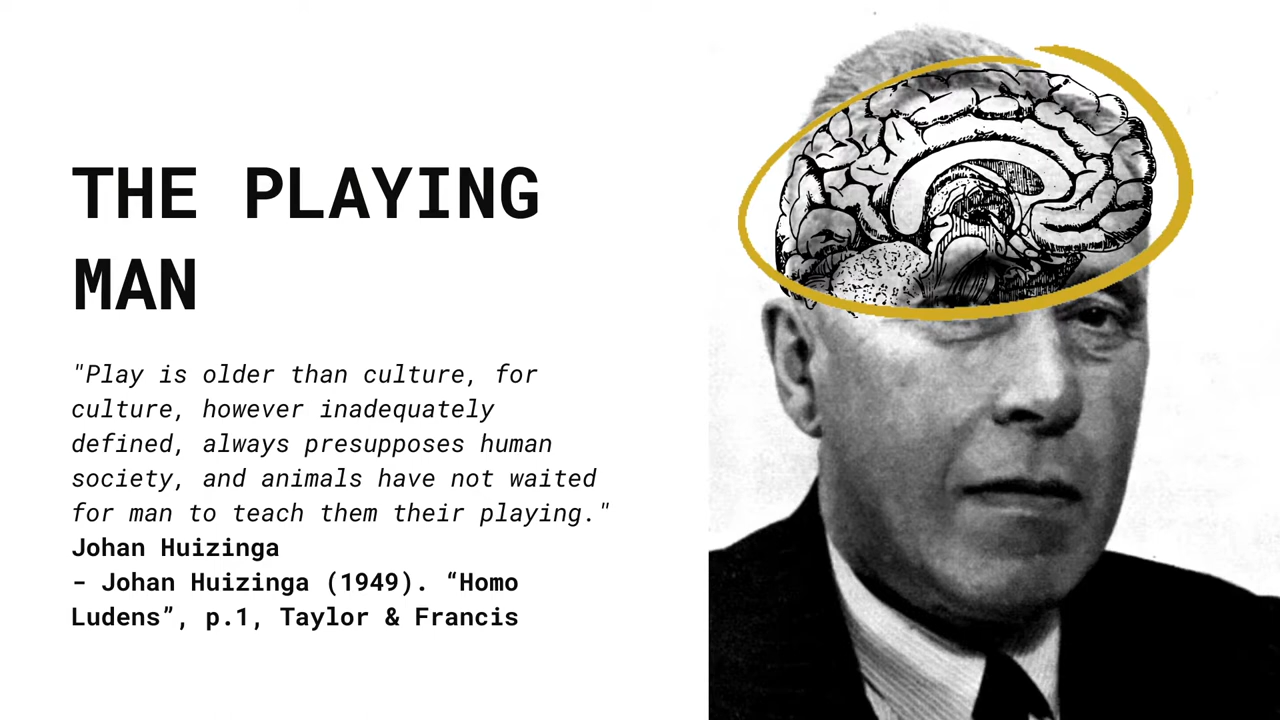 THE PLAYING
MAN
"Play is older than culture, for
culture, however inadequately
defined, always presupposes human
society, and animals have not waited
for man to teach them their playing."
Johan Huizinga
- Johan Huizinga (1949). “Homo
Ludens”, p.1, Taylor & Francis